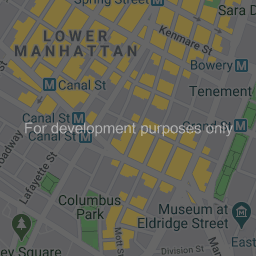 Spring Street M
Sara D
Kenmare St
LOWER
MANHATTAN
Bowery M
M Canal St
Tenement
Canal St M
For development purposes only
Canal St M
Broadway
Lafayette St
Columbus
Park
Museum at
Eldridge Street
Mott St
ey Square
East
Division St